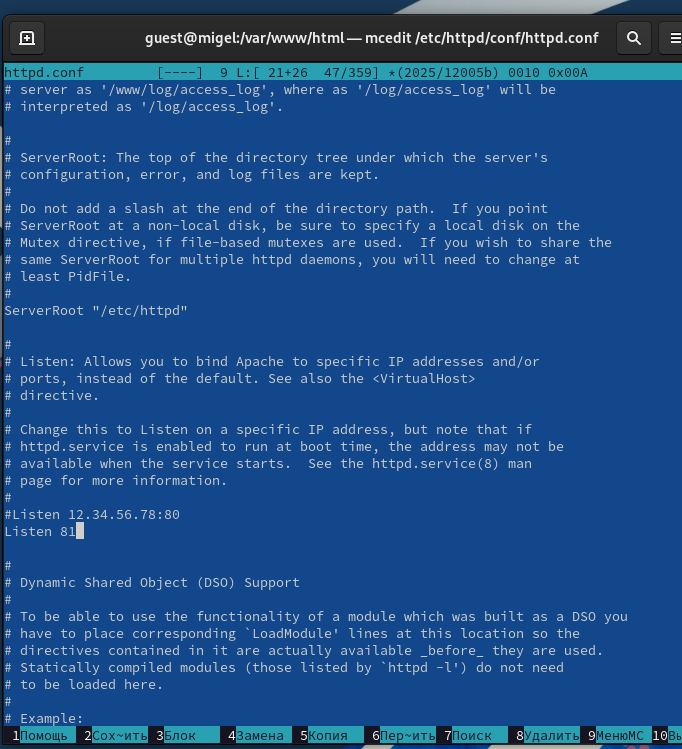 guest@migel:/var/www/html — mcedit /etc/httpd/conf/httpd.conf
httpd.conf         [----]  9 L:[ 21+26  47/359] *(2025/12005b) 0010 0x00A
# server as '/www/log/access_log', where as '/log/access_log' will be
# interpreted as '/log/access_log'.
#
# ServerRoot: The top of the directory tree under which the server's
# configuration, error, and log files are kept.
#
# Do not add a slash at the end of the directory path.  If you point
# ServerRoot at a non-local disk, be sure to specify a local disk on the
# Mutex directive, if file-based mutexes are used.  If you wish to share the
# same ServerRoot for multiple httpd daemons, you will need to change at
# least PidFile.
#
ServerRoot "/etc/httpd"
#
# Listen: Allows you to bind Apache to specific IP addresses and/or
# ports, instead of the default. See also the <VirtualHost>
# directive.
#
# Change this to Listen on a specific IP address, but note that if
# httpd.service is enabled to run at boot time, the address may not be
# available when the service starts.  See the httpd.service(8) man
# page for more information.
#
#Listen 12.34.56.78:80
Listen 81
#
# Dynamic Shared Object (DSO) Support
#
# To be able to use the functionality of a module which was built as a DSO you
# have to place corresponding `LoadModule' lines at this location so the
# directives contained in it are actually available _before_ they are used.
# Statically compiled modules (those listed by `httpd -l') do not need
# to be loaded here.
#
# Example:
1Помощь 2Сох~ить 3Блок 4Замена 5Копия 6Пер~ить 7Поиск 8Удалить 9МенюMC 10